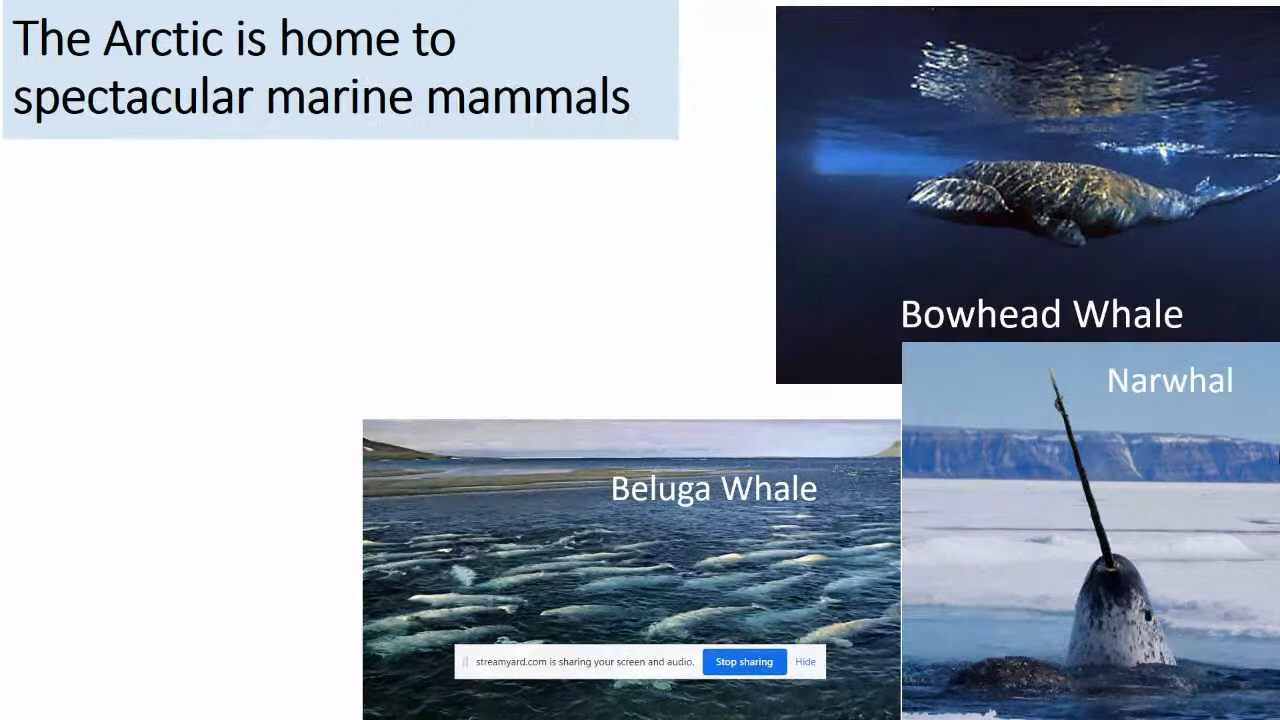 The Arctic is home to
spectacular marine mammals
Bowhead Whale
Narwhal
Beluga Whale
streamyard.com is sharing your screen and audio. Stop sharing Hide